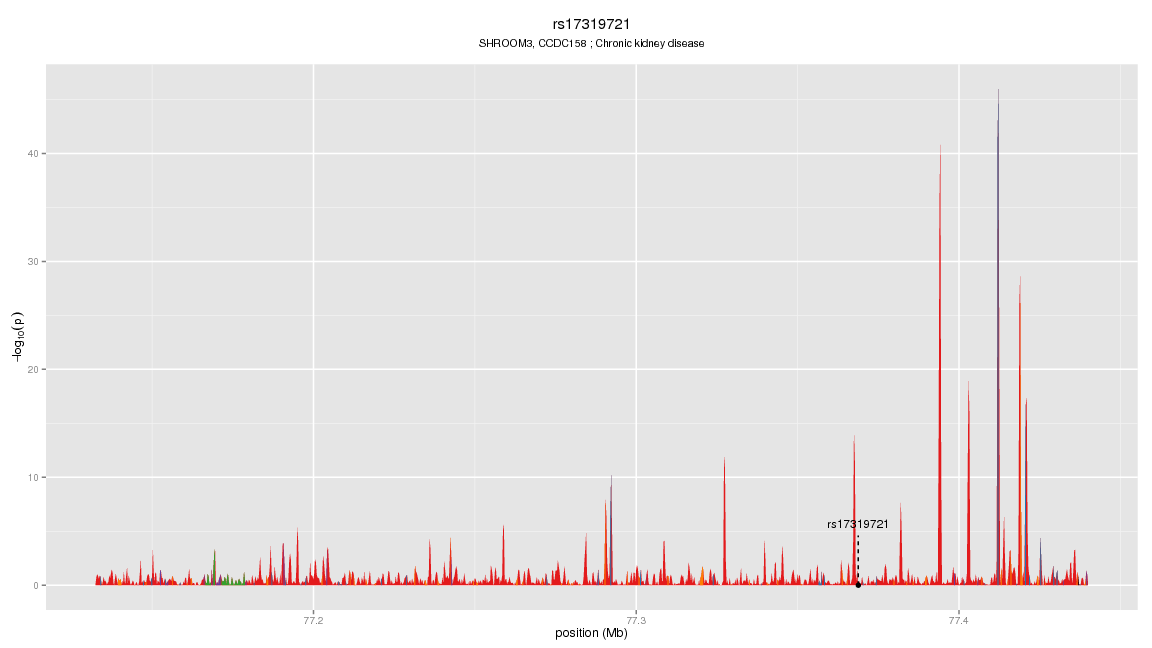 rs17319721
SHROOM3, CCDC158 ; Chronic kidney disease
40
30
20
10
0
−log10(p)
rs17319721
77.2
77.3
77.4
position (Mb)